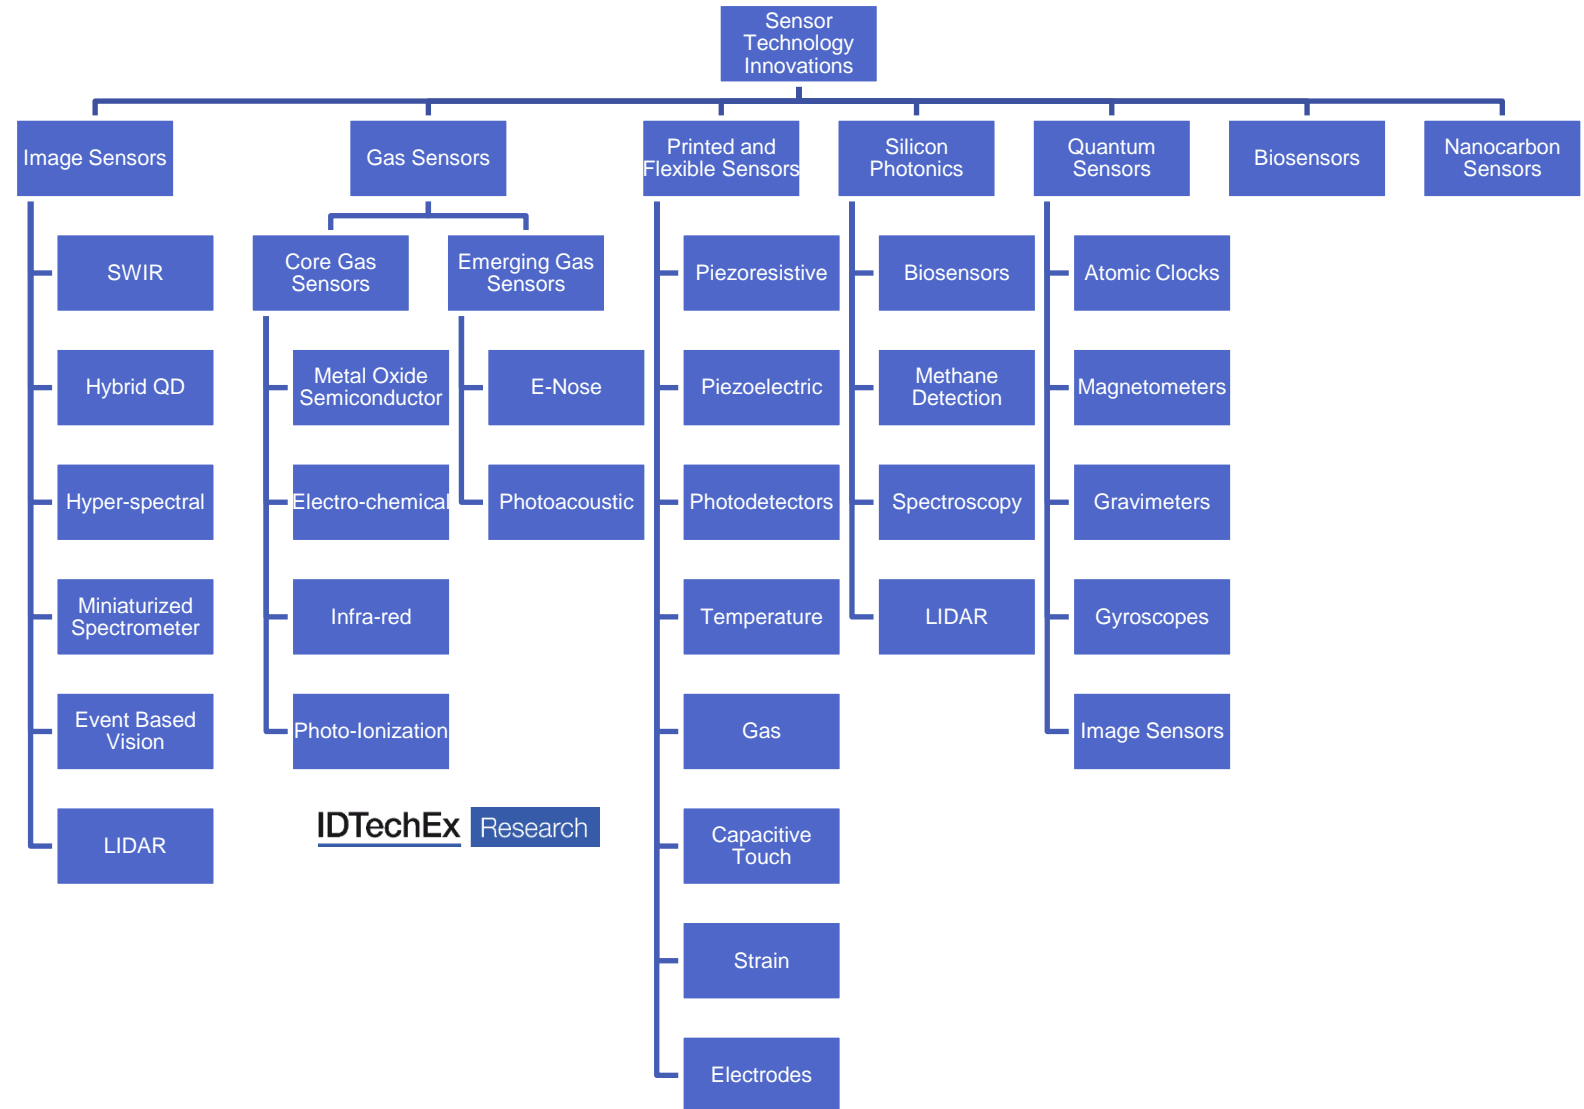 Sensor
Technology
Innovations
Image Sensors
Gas Sensors
Printed and
Flexible Sensors
Silicon
Photonics
Quantum
Sensors
Biosensors
Nanocarbon
Sensors
SWIR
Hybrid QD
Hyper-spectral
Miniaturized
Spectrometer
Event Based
Vision
LIDAR
Core Gas
Sensors
Metal Oxide
Semiconductor
Electro-chemical
Infra-red
Photo-Ionization
Emerging Gas
Sensors
E-Nose
Photoacoustic
Piezoresistive
Piezoelectric
Photodetectors
Temperature
Gas
Capacitive
Touch
Strain
Electrodes
Biosensors
Methane
Detection
Spectroscopy
LIDAR
Atomic Clocks
Magnetometers
Gravimeters
Gyroscopes
Image Sensors
IDTechEx Research